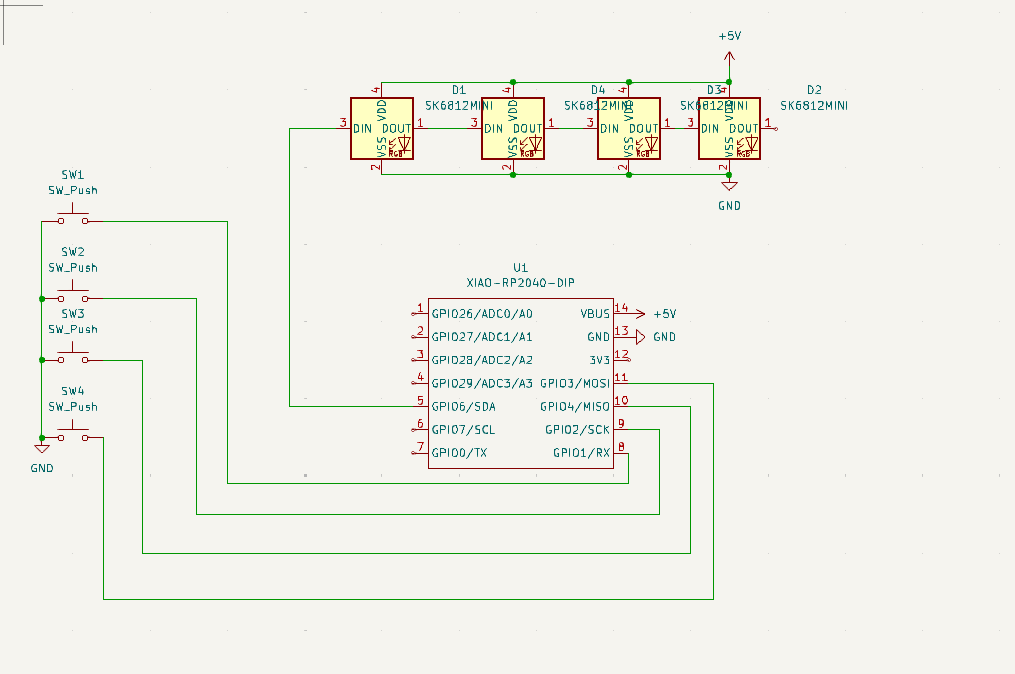 +5V
D1
SK6812MINI
D4
SK6812MINI
D3
SK6812MINI
D2
SK6812MINI
4
VDD
3
DIN
DOUT
1
VSS
RGB
2
4
VDD
3
DIN
DOUT
1
VSS
RGB
2
4
VDD
3
DIN
DOUT
1
VSS
RGB
2
4
VDD
3
DIN
DOUT
1
VSS
RGB
2
GND
SW1
SW_Push
SW2
SW_Push
SW3
SW_Push
SW4
SW_Push
GND
U1
XIAO-RP2040-DIP
1 GPIO26/ADC0/A0 VBUS 14 +5V
2 GPIO27/ADC1/A1 GND 13 GND
3 GPIO28/ADC2/A2 3V3 12
4 GPIO29/ADC3/A3 GPIO3/MOSI 11
5 GPIO6/SDA GPIO4/MISO 10
6 GPIO7/SCL GPIO2/SCK 9
7 GPIO0/TX GPIO1/RX 8